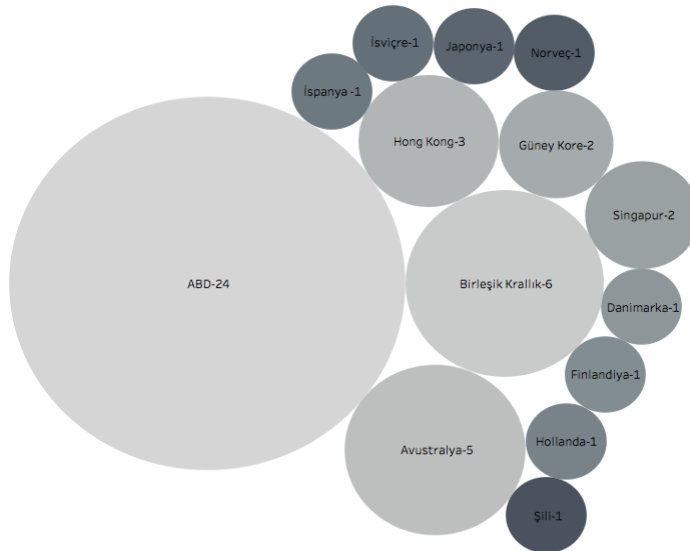 İsviçre-1
Japonya-1
Norveç-1
İspanya -1
Hong Kong-3
Güney Kore-2
Singapur-2
ABD-24
Birleşik Krallık-6
Danimarka-1
Finlandiya-1
Avustralya-5
Hollanda-1
Şili-1